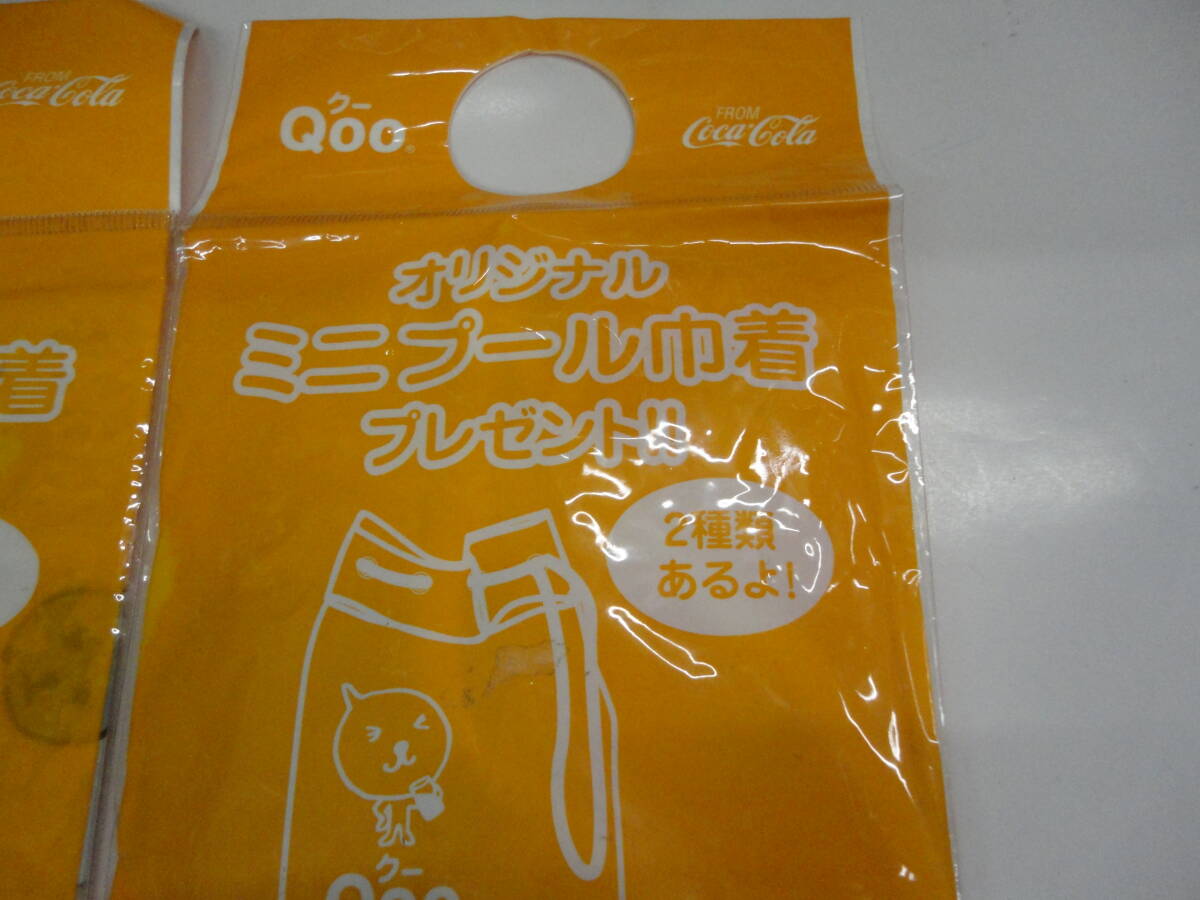 FROM
Coca-Cola
着
クー
Qoo®
FROM
Coca-Cola
オリジナル
ミニプール巾着
プレゼント!!
2種類
あるよ!
クー
Qoo